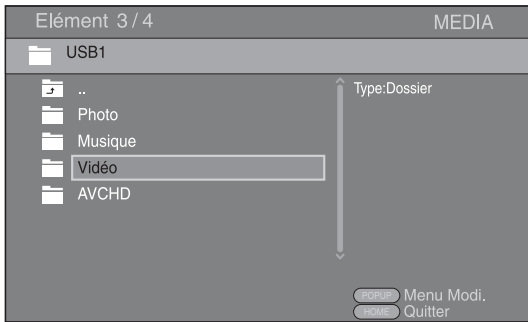 Elément 3 / 4 MEDIA
USB1
..
Photo
Musique
Vidéo
AVCHD
Type:Dossier
POPUP Menu Modi.
HOME Quitter